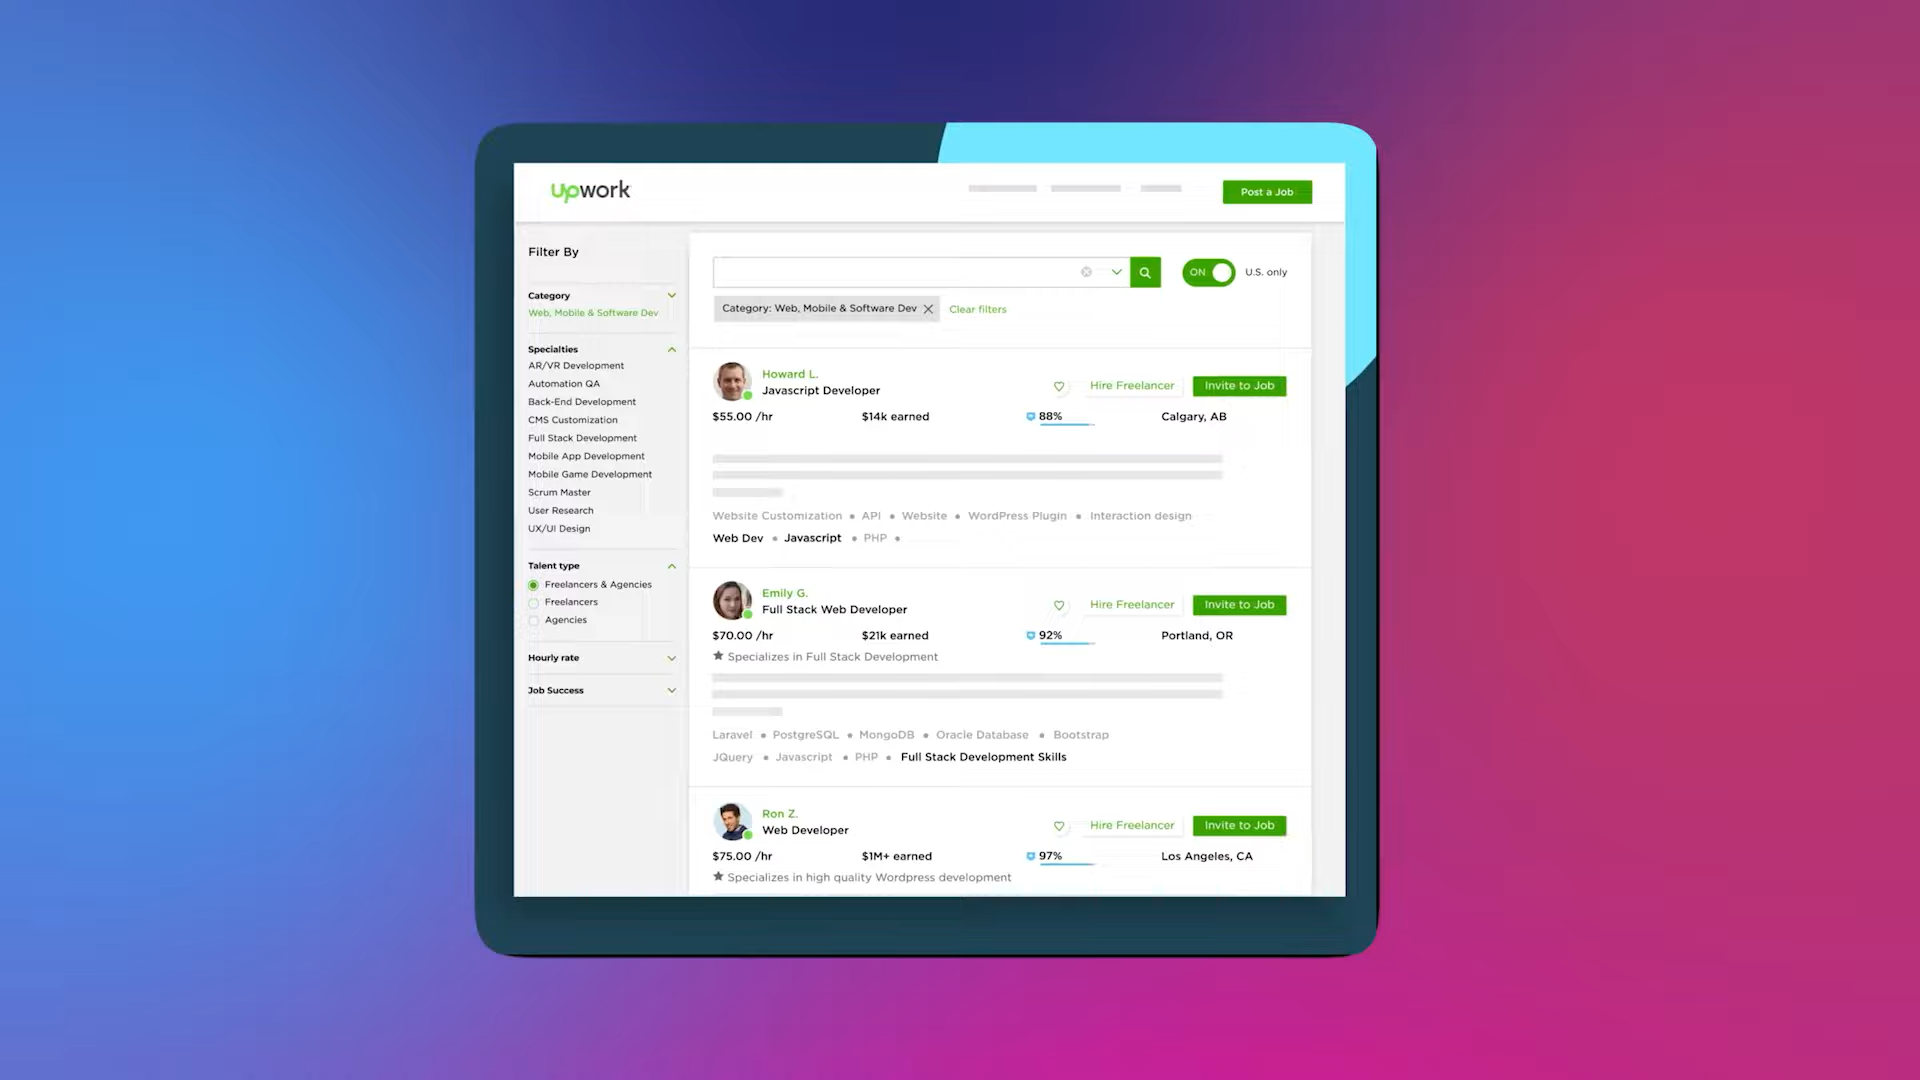 upwork
Post a Job
Filter By
Category
Web, Mobile & Software Dev
Specialties
AR/VR Development
Automation QA
Back-End Development
CMS Customization
Full Stack Development
Mobile App Development
Mobile Game Development
Scrum Master
User Research
UX/UI Design
Talent type
Freelancers & Agencies
Freelancers
Agencies
Hourly rate
Job Success
ON U.S. only
Category: Web, Mobile & Software Dev Clear filters
Howard L.
Javascript Developer
Hire Freelancer Invite to Job
$55.00 /hr $14k earned 88% Calgary, AB
Website Customization • API • Website • WordPress Plugin • Interaction design
Web Dev • Javascript • PHP •
Emily G.
Full Stack Web Developer
Hire Freelancer Invite to Job
$70.00 /hr $21k earned 92% Portland, OR
Specializes in Full Stack Development
Laravel • PostgreSQL • MongoDB • Oracle Database • Bootstrap
JQuery • Javascript • PHP • Full Stack Development Skills
Ron Z.
Web Developer
Hire Freelancer Invite to Job
$75.00 /hr $1M+ earned 97% Los Angeles, CA
Specializes in high quality Wordpress development